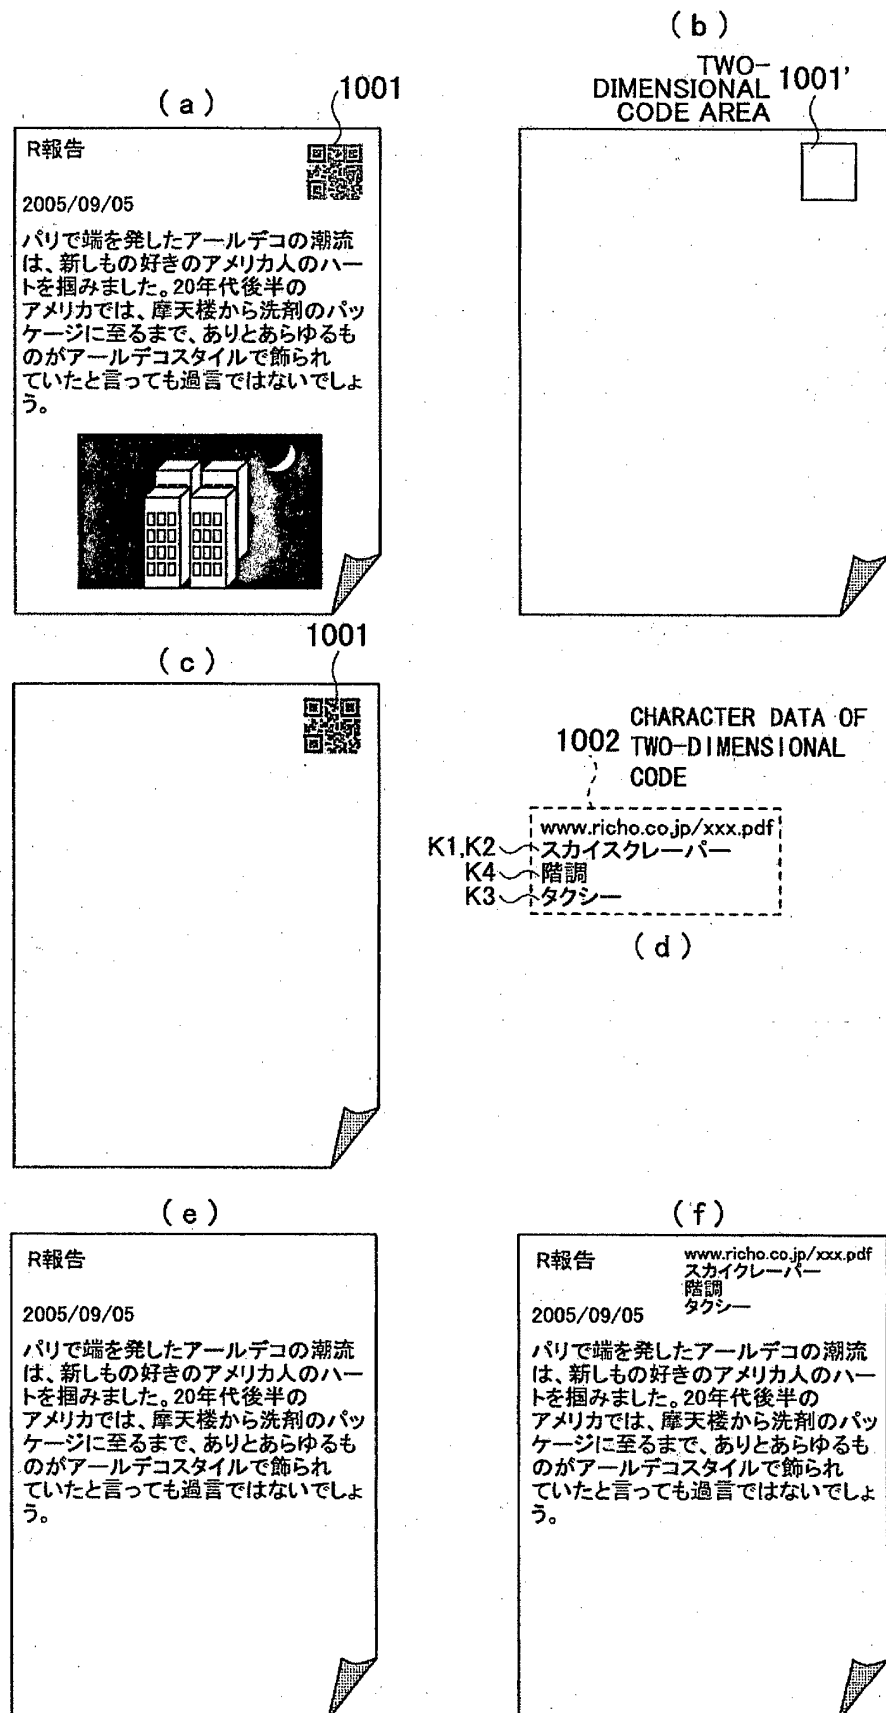 (a)
1001
R報告
2005/09/05
パリで端を発したアールデコの潮流
は、新しもの好きのアメリカ人のハー
トを掴みました。20年代後半の
アメリカでは、摩天楼から洗剤のパッ
ケージに至るまで、ありとあらゆるも
のがアールデコスタイルで飾られ
ていたと言っても過言ではないでしょ
う。
(b)
TWO-
DIMENSIONAL
CODE AREA
1001'
(c)
1001
1002
CHARACTER DATA OF
TWO-DIMENSIONAL
CODE
www.richo.co.jp/xxx.pdf
K1,K2 スカイスクレーパー
K4 階調
K3 タクシー
(d)
(e)
R報告
2005/09/05
パリで端を発したアールデコの潮流
は、新しもの好きのアメリカ人のハー
トを掴みました。20年代後半の
アメリカでは、摩天楼から洗剤のパッ
ケージに至るまで、ありとあらゆるも
のがアールデコスタイルで飾られ
ていたと言っても過言ではないでしょ
う。
(f)
R報告
www.richo.co.jp/xxx.pdf
スカイクレーパー
階調
タクシー
2005/09/05
パリで端を発したアールデコの潮流
は、新しもの好きのアメリカ人のハー
トを掴みました。20年代後半の
アメリカでは、摩天楼から洗剤のパッ
ケージに至るまで、ありとあらゆるも
のがアールデコスタイルで飾られ
ていたと言っても過言ではないでしょ
う。